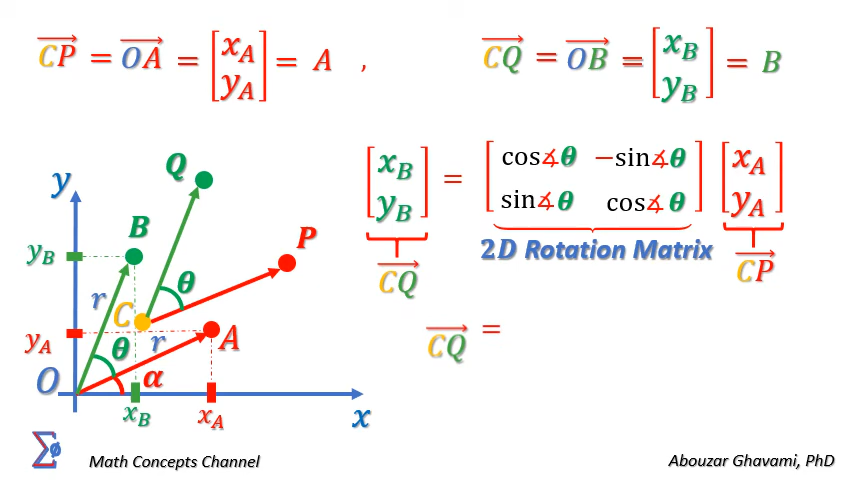 CP = OA = [x_A y_A] = A ,
CQ = OB = [x_B y_B] = B
[x_B y_B] = [cos∡θ −sin∡θ sin∡θ cos∡θ] [x_A y_A]
2D Rotation Matrix
CQ
CP
CQ =
y
Q
B
P
y_B
r
θ
C
θ
r
A
y_A
O
α
x_B
x_A
x
∑ø
Math Concepts Channel
Abouzar Ghavami, PhD